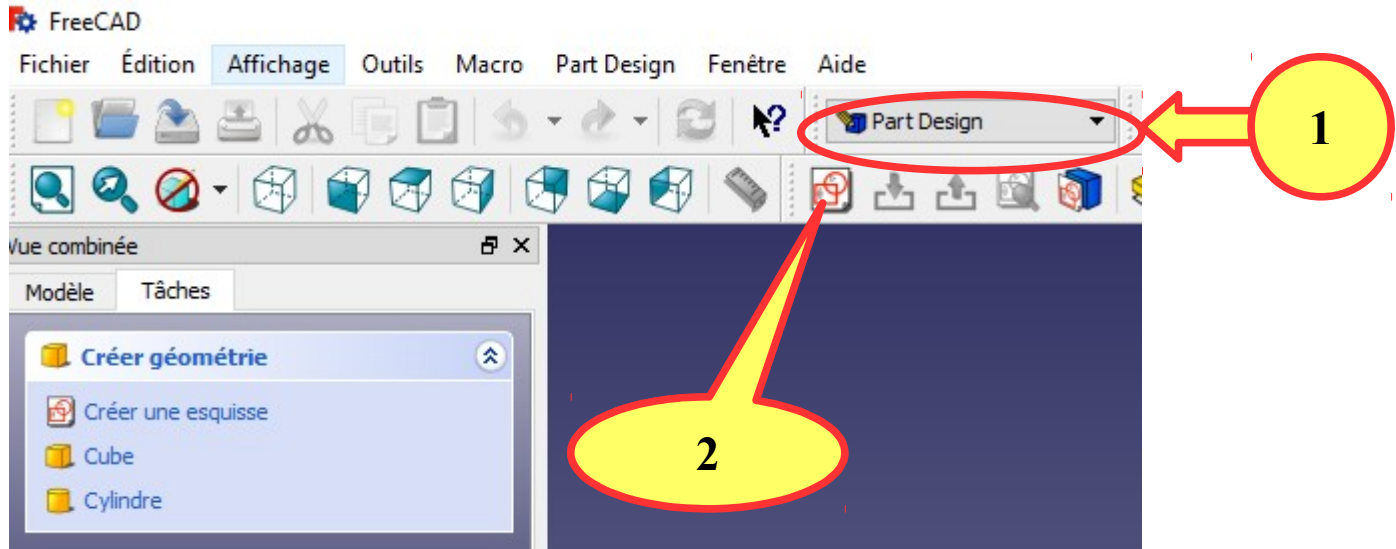 FreeCAD
Fichier Édition Affichage Outils Macro Part Design Fenêtre Aide
Part Design
1
Vue combinée
Modèle Tâches
Créer géométrie
Créer une esquisse
Cube
Cylindre
2